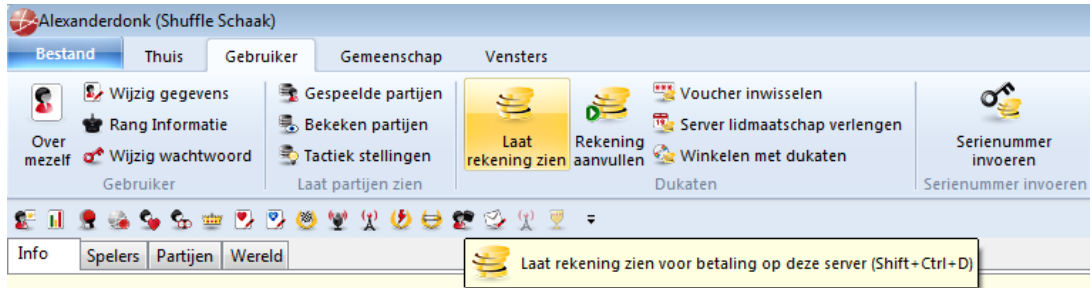 Alexanderdonk (Shuffle Schaak)
Bestand Thuis Gebruiker Gemeenschap Vensters
Over mezelf
Wijzig gegevens
Rang Informatie
Wijzig wachtwoord
Gebruiker
Gespeelde partijen
Bekeken partijen
Tactiek stellingen
Laat partijen zien
Laat
rekening zien
Rekening
aanvullen
Voucher inwisselen
Server lidmaatschap verlengen
Winkelen met dukaten
Dukaten
Serienummer
invoeren
Serienummer invoeren
Info Spelers Partijen Wereld
Laat rekening zien voor betaling op deze server (Shift+Ctrl+D)